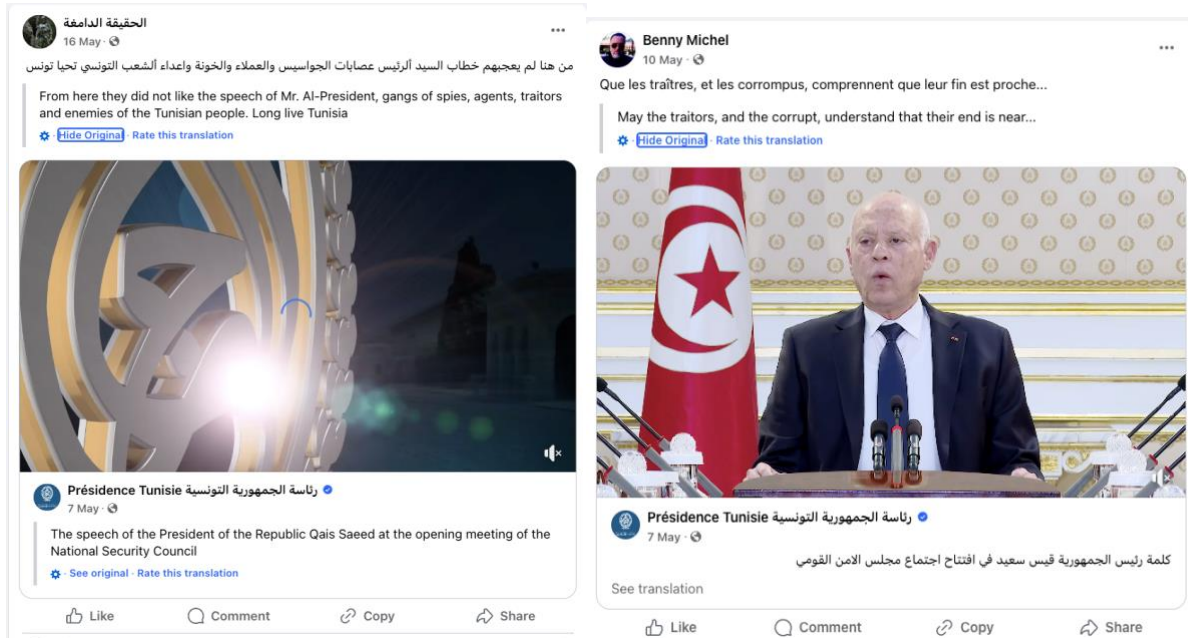 الحقيقة الدامغة
16 May
من هنا لم يعجبهم خطاب السيد ألرئيس عصابات الجواسيس والعملاء والخونة واعداء ألشعب التونسي تحيا تونس
From here they did not like the speech of Mr. Al-President, gangs of spies, agents, traitors
and enemies of the Tunisian people. Long live Tunisia
Hide Original · Rate this translation
Présidence Tunisie رئاسة الجمهورية التونسية
7 May
The speech of the President of the Republic Qais Saeed at the opening meeting of the
National Security Council
See original · Rate this translation
Like Comment Copy Share
Benny Michel
10 May
Que les traîtres, et les corrompus, comprennent que leur fin est proche...
May the traitors, and the corrupt, understand that their end is near...
Hide Original · Rate this translation
Présidence Tunisie رئاسة الجمهورية التونسية
7 May
كلمة رئيس الجمهورية قيس سعيد في افتتاح اجتماع مجلس الامن القومي
See translation
Like Comment Copy Share